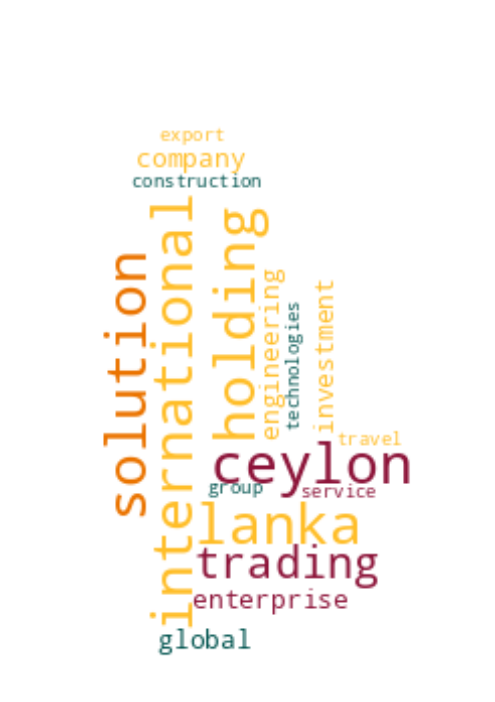 export
company
construction
international
holding
solution
engineering
investment
technologies
travel
ceylon
group
service
lanka
trading
enterprise
global